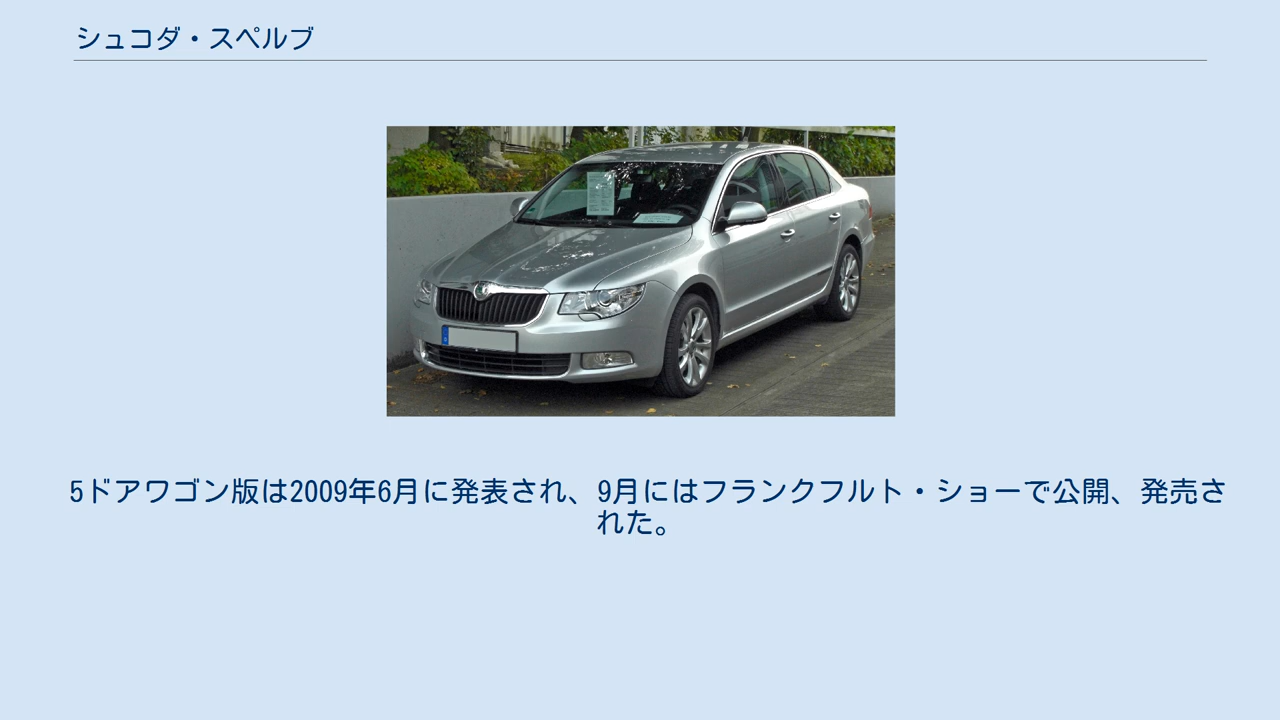 シュコダ・スペルブ
5ドアワゴン版は2009年6月に発表され、9月にはフランクフルト・ショーで公開、発売さ
れた。